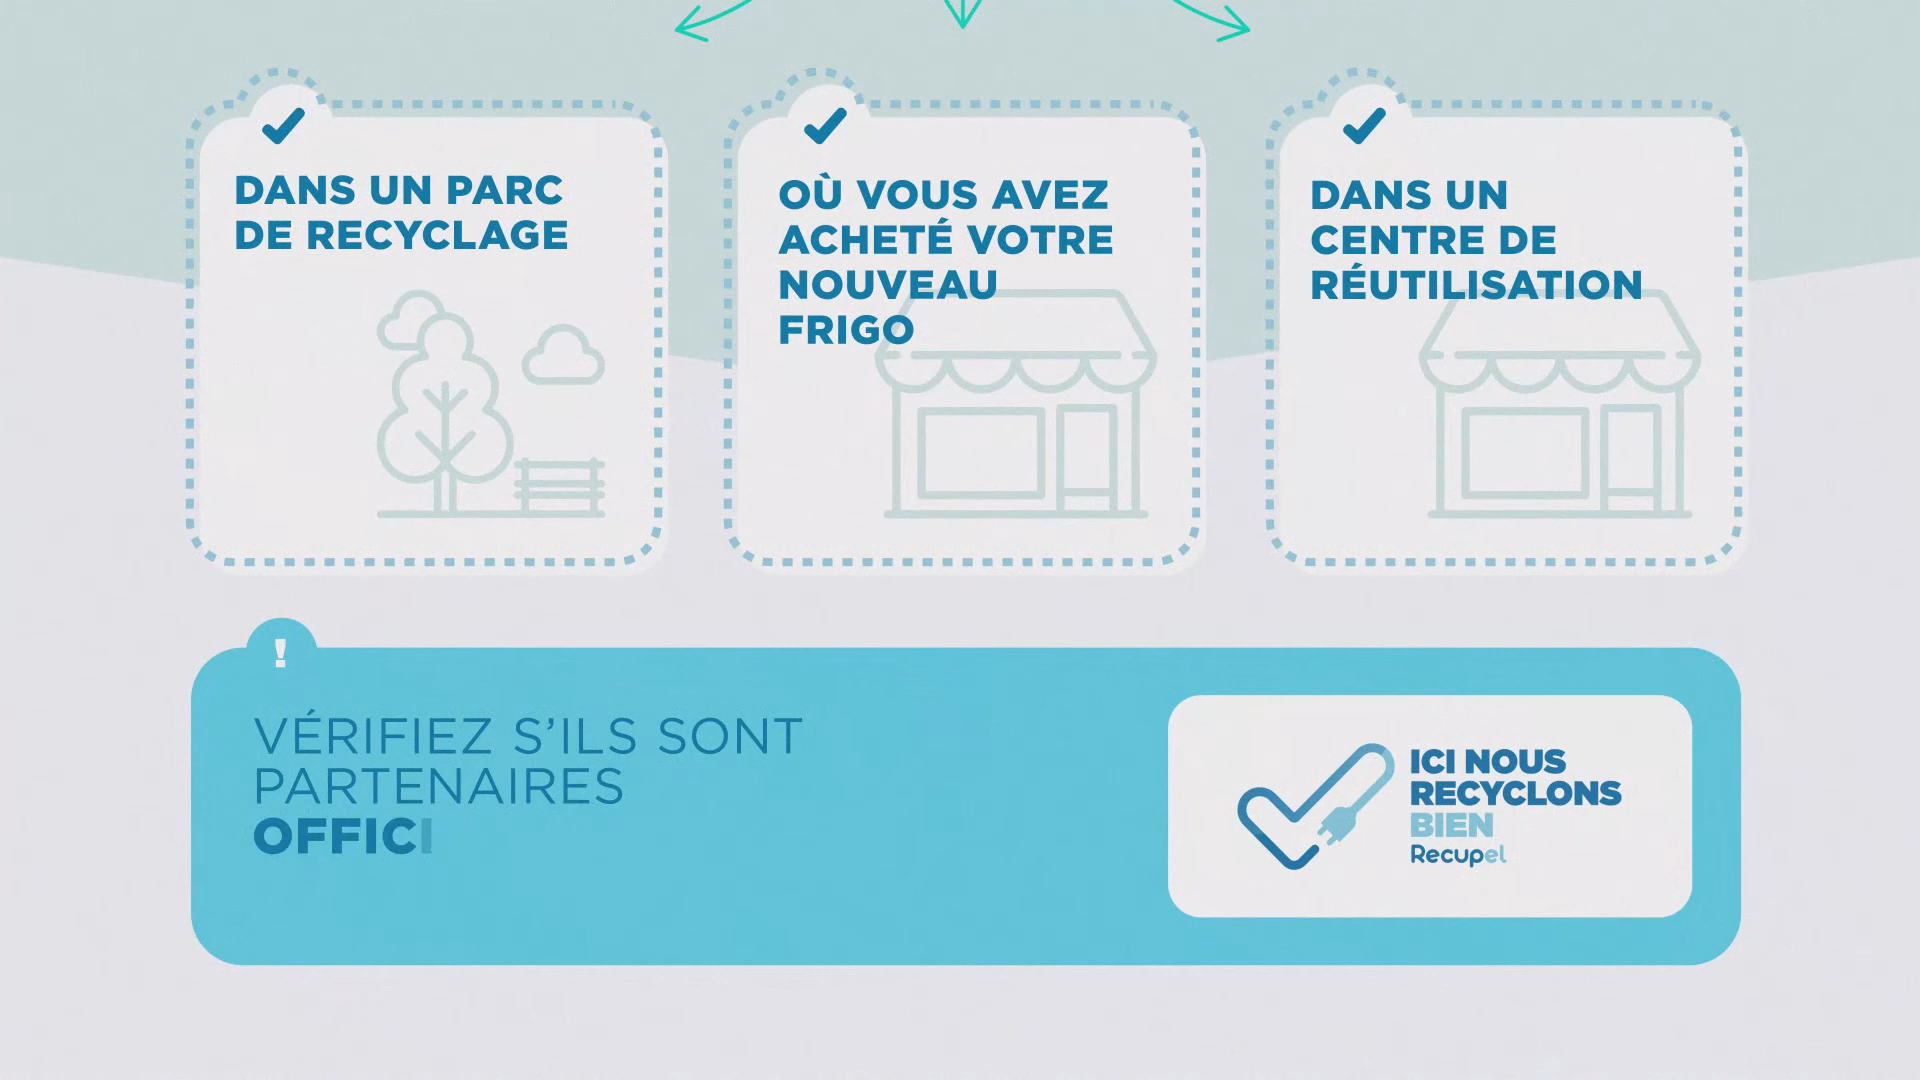 DANS UN PARC
DE RECYCLAGE
OÙ VOUS AVEZ
ACHETÉ VOTRE
NOUVEAU
FRIGO
DANS UN
CENTRE DE
RÉUTILISATION
!
VÉRIFIEZ S’ILS SONT
PARTENAIRES
OFFICI
ICI NOUS
RECYCLONS
BIEN
Recupel